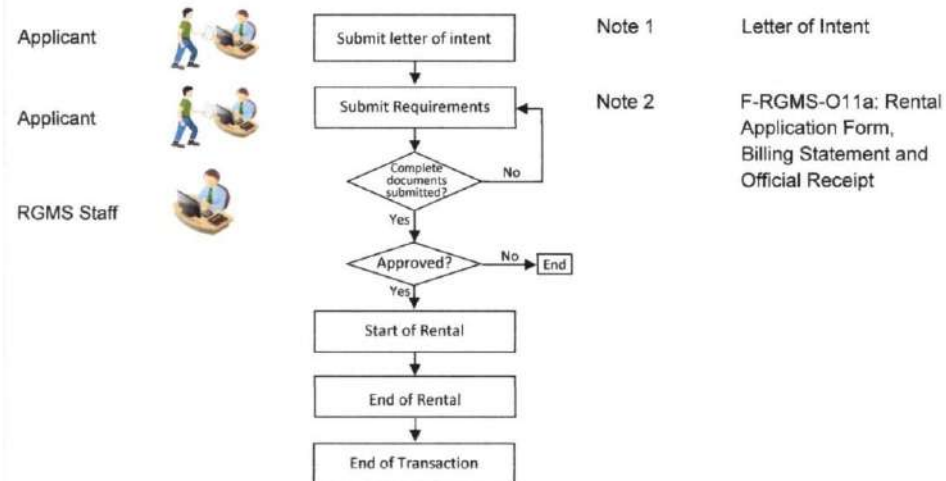 Applicant
Submit letter of intent
Note 1
Letter of Intent
Applicant
Submit Requirements
Note 2
F-RGMS-O11a: Rental
Application Form,
Billing Statement and
Official Receipt
RGMS Staff
Complete
documents
submitted?
No
Yes
Approved?
No
End
Yes
Start of Rental
End of Rental
End of Transaction